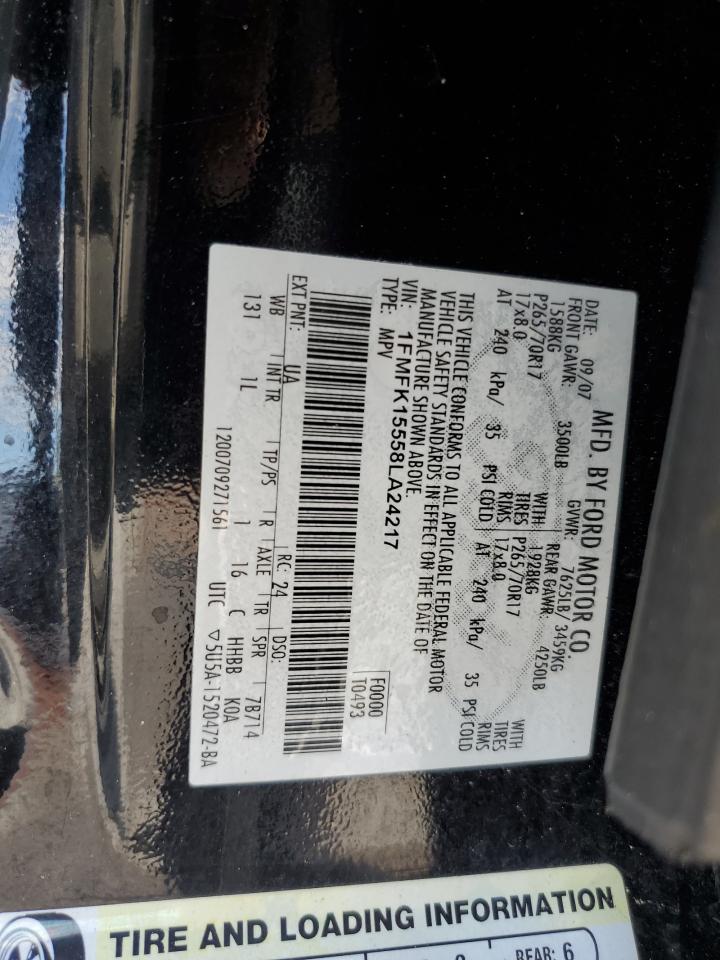 MFD. BY FORD MOTOR CO.
DATE: 09/07 GVWR: 7625LB/ 3459KG
FRONT GAWR: 3500LB REAR GAWR: 4250LB
1588KG WITH 1928KG WITH
P265/70R17 TIRES P265/70R17 TIRES
17x8.0 RIMS 17x8.0 RIMS
AT 240 kPa/ 35 PSI COLD AT 240 kPa/ 35 PSI COLD
THIS VEHICLE CONFORMS TO ALL APPLICABLE FEDERAL MOTOR
VEHICLE SAFETY STANDARDS IN EFFECT ON THE DATE OF
MANUFACTURE SHOWN ABOVE.
VIN: 1FMFK15558LA24217 F0000
TYPE: MPV T0493
EXT PNT: UA RC: 24 DSO:
WB INT TR TP/PS R AXLE TR SPR 7B714
131 1L 1 16 C HHBB K0A
1200709271561 UTC ▽5U5A-1520472-BA
TIRE AND LOADING INFORMATION
REAR: 6